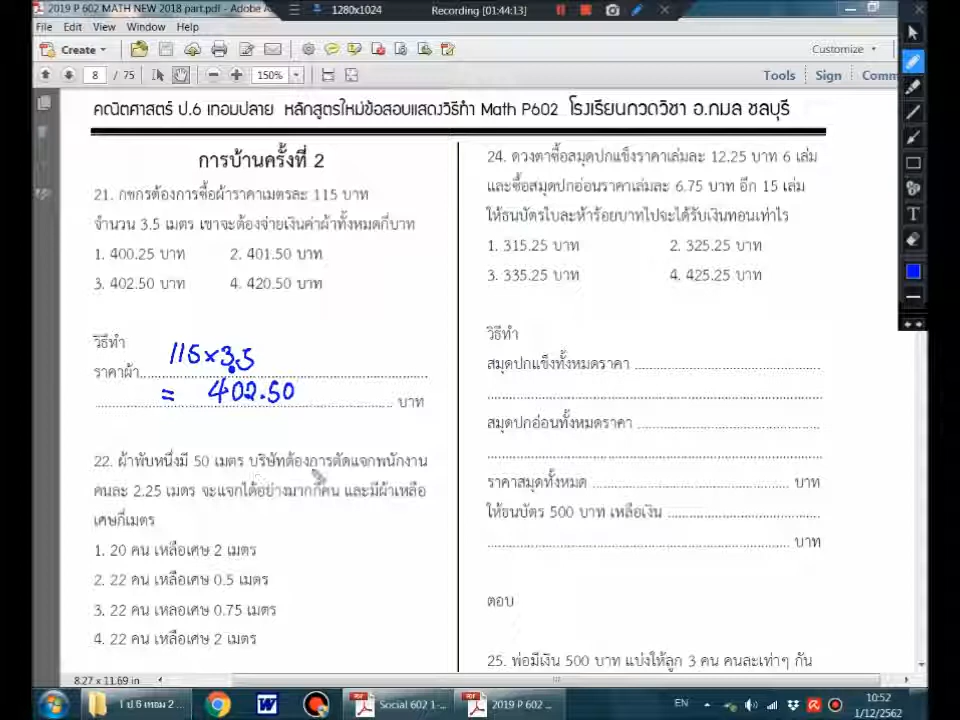 2019 P 602 MATH NEW 2018 part.pdf - Adobe A
1280x1024
Recording [01:44:13]
File Edit View Window Help
Create
Customize
8 / 75
150%
Tools Sign Comm
คณิตศาสตร์ ป.6 เทอมปลาย หลักสูตรใหม่ข้อสอบแสดงวิธีทำ Math P602 โรงเรียนกวดวิชา อ.กมล ชลบุรี
การบ้านครั้งที่ 2
21. กชกรต้องการซื้อผ้าราคาเมตรละ 115 บาท
จำนวน 3.5 เมตร เขาจะต้องจ่ายเงินค่าผ้าทั้งหมดกี่บาท
1. 400.25 บาท 2. 401.50 บาท
3. 402.50 บาท 4. 420.50 บาท
วิธีทำ
115×3.5
ราคาผ้า
= 402.50
บาท
22. ผ้าพับหนึ่งมี 50 เมตร บริษัทต้องการตัดแจกพนักงาน
คนละ 2.25 เมตร จะแจกได้อย่างมากกี่คน และมีผ้าเหลือ
เศษกี่เมตร
1. 20 คน เหลือเศษ 2 เมตร
2. 22 คน เหลือเศษ 0.5 เมตร
3. 22 คน เหลือเศษ 0.75 เมตร
4. 22 คน เหลือเศษ 2 เมตร
24. ดวงตาซื้อสมุดปกแข็งราคาเล่มละ 12.25 บาท 6 เล่ม
และซื้อสมุดปกอ่อนราคาเล่มละ 6.75 บาท อีก 15 เล่ม
ให้ธนบัตรใบละห้าร้อยบาทไปจะได้รับเงินทอนเท่าไร
1. 315.25 บาท 2. 325.25 บาท
3. 335.25 บาท 4. 425.25 บาท
วิธีทำ
สมุดปกแข็งทั้งหมดราคา
สมุดปกอ่อนทั้งหมดราคา
ราคาสมุดทั้งหมด บาท
ให้ธนบัตร 500 บาท เหลือเงิน
บาท
ตอบ
25. พ่อมีเงิน 500 บาท แบ่งให้ลูก 3 คน คนละเท่าๆ กัน
8.27 x 11.69 in
1 ป.6 เทอม 2 ...
Social 602 1-...
2019 P 602 ...
EN
10:52
1/12/2562